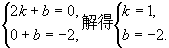 {2k+b=0, 0+b=-2, 解得 {k=1, b=-2.